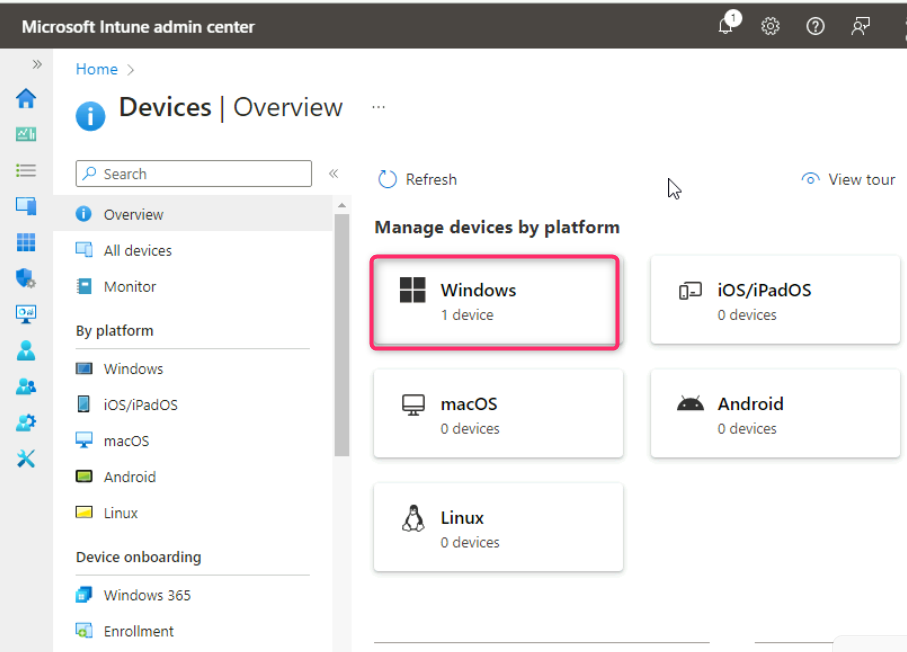 Microsoft Intune admin center
1
Home
Devices | Overview
Search
Refresh
View tour
Overview
All devices
Monitor
By platform
Windows
iOS/iPadOS
macOS
Android
Linux
Device onboarding
Windows 365
Enrollment
Manage devices by platform
Windows
1 device
iOS/iPadOS
0 devices
macOS
0 devices
Android
0 devices
Linux
0 devices